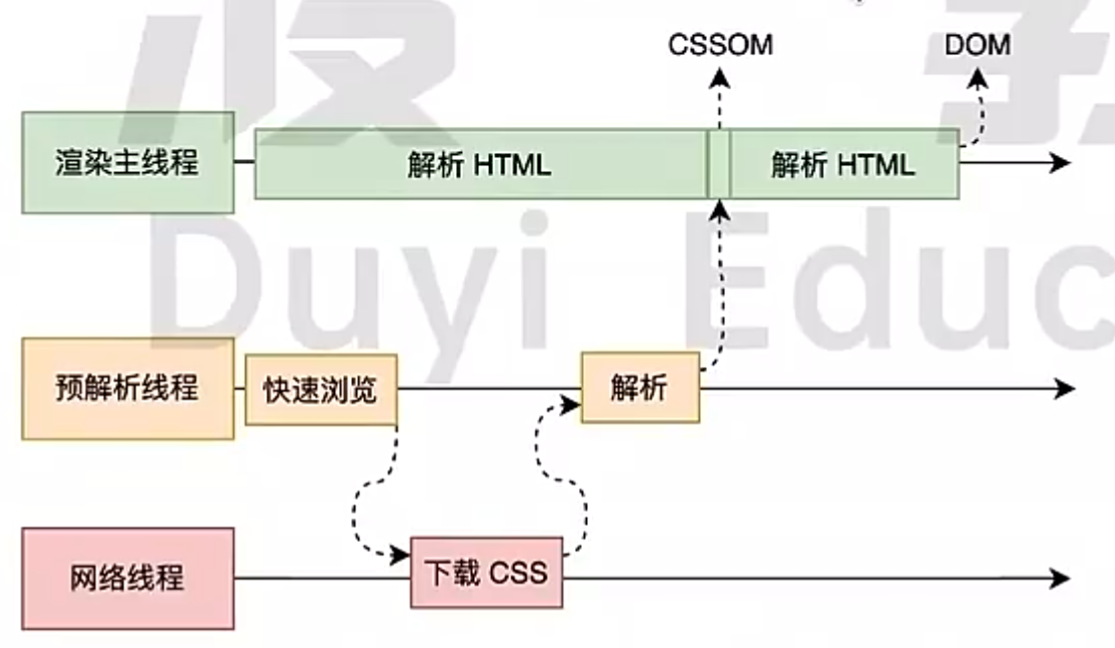 CSSOM
DOM
渲染主线程
解析 HTML
解析 HTML
Duyi Educ
预解析线程
快速浏览
解析
网络线程
下载 CSS